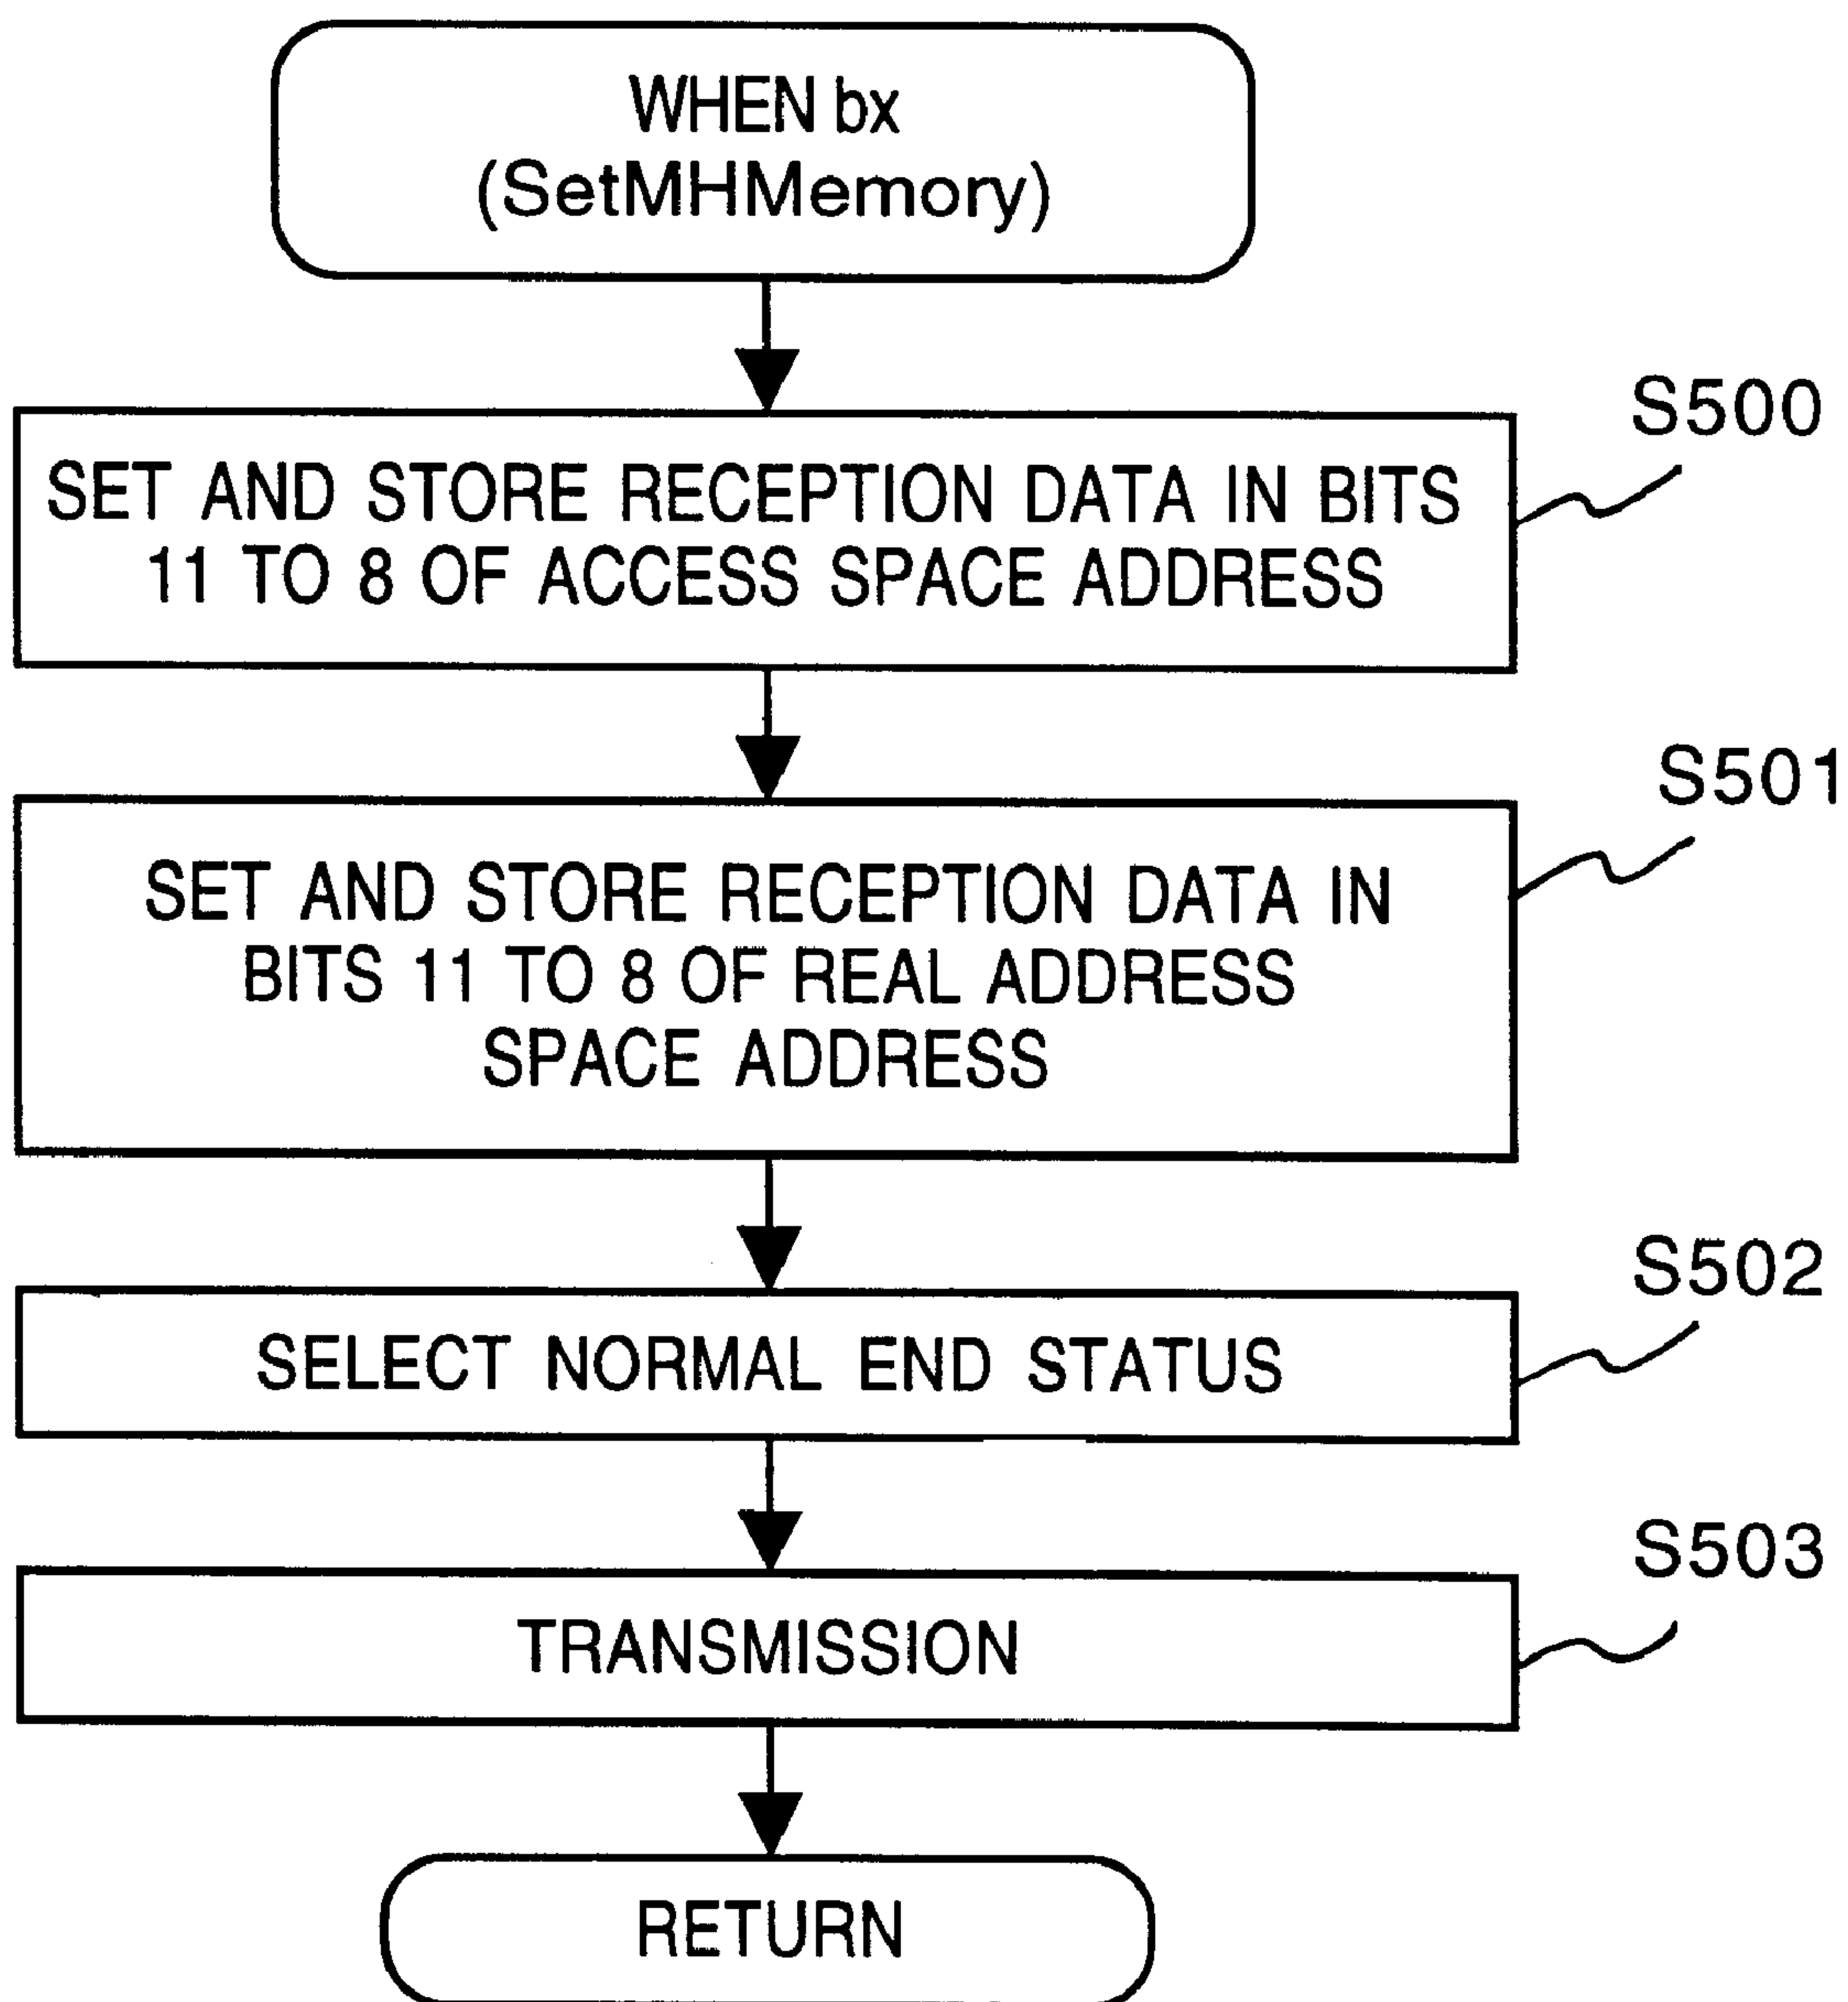 WHEN bx
(SetMHMemory)
S500
SET AND STORE RECEPTION DATA IN BITS
11 TO 8 OF ACCESS SPACE ADDRESS
S501
SET AND STORE RECEPTION DATA IN
BITS 11 TO 8 OF REAL ADDRESS
SPACE ADDRESS
S502
SELECT NORMAL END STATUS
S503
TRANSMISSION
RETURN